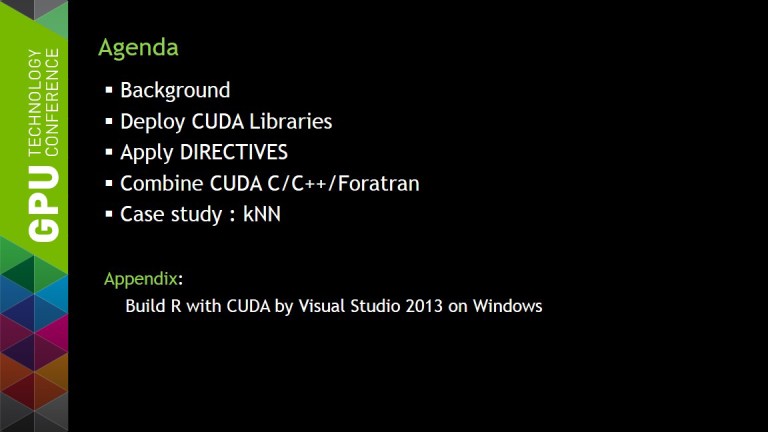 GPU TECHNOLOGY
CONFERENCE
Agenda
▪ Background
▪ Deploy CUDA Libraries
▪ Apply DIRECTIVES
▪ Combine CUDA C/C++/Foratran
▪ Case study : kNN
Appendix:
Build R with CUDA by Visual Studio 2013 on Windows